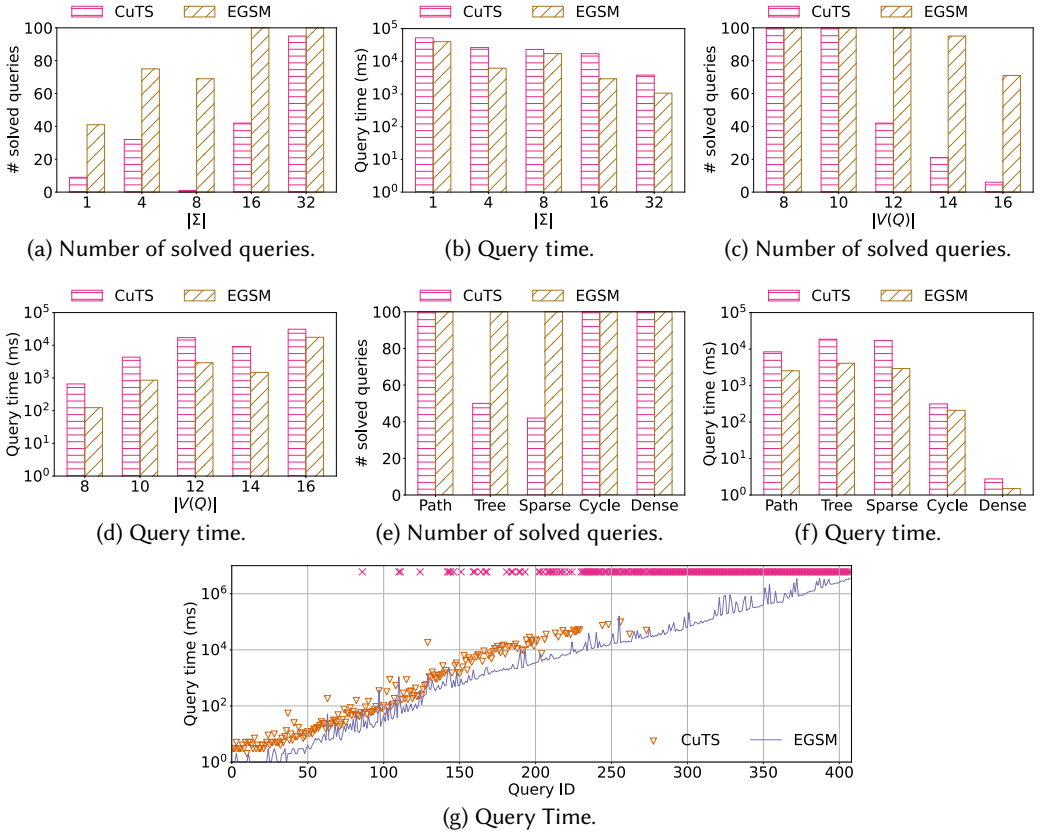 CuTS EGSM CuTS EGSM CuTS EGSM
# solved queries 100 80 60 40 20 0
1 4 8 16 32
|Σ|
Query time (ms) 10^5 10^4 10^3 10^2 10^1 10^0
1 4 8 16 32
|Σ|
# solved queries 100 80 60 40 20 0
8 10 12 14 16
|V(Q)|
(a) Number of solved queries. (b) Query time. (c) Number of solved queries.
CuTS EGSM CuTS EGSM CuTS EGSM
Query time (ms) 10^5 10^4 10^3 10^2 10^1 10^0
8 10 12 14 16
|V(Q)|
# solved queries 100 80 60 40 20 0
Path Tree Sparse Cycle Dense
Query time (ms) 10^5 10^4 10^3 10^2 10^1 10^0
Path Tree Sparse Cycle Dense
(d) Query time. (e) Number of solved queries. (f) Query time.
Query time (ms) 10^6 10^4 10^2 10^0
CuTS EGSM
0 50 100 150 200 250 300 350 400
Query ID
(g) Query Time.